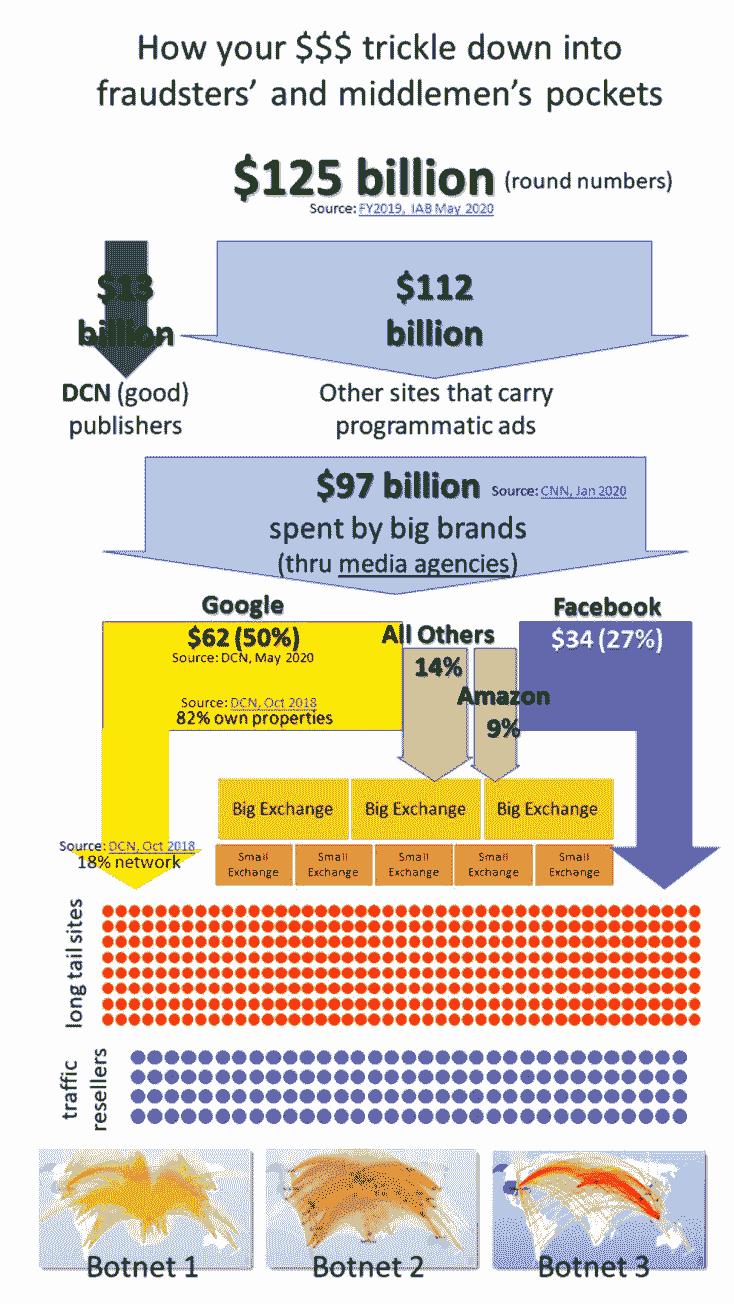 How your $$$ trickle down into
fraudsters' and middlemen's pockets
$125 billion (round numbers)
Source: FY2019, IAB May 2020
$13
billion
DCN (good)
publishers
$112
billion
Other sites that carry
programmatic ads
$97 billion Source: CNN, Jan 2020
spent by big brands
(thru media agencies)
Google
$62 (50%)
Source: DCN, May 2020
Source: DCN, Oct 2018
82% own properties
All Others
14%
Amazon
9%
Facebook
$34 (27%)
Big Exchange
Big Exchange
Big Exchange
Source: DCN, Oct 2018
18% network
Small
Exchange
Small
Exchange
Small
Exchange
Small
Exchange
Small
Exchange
long tail sites
traffic
resellers
Botnet 1
Botnet 2
Botnet 3